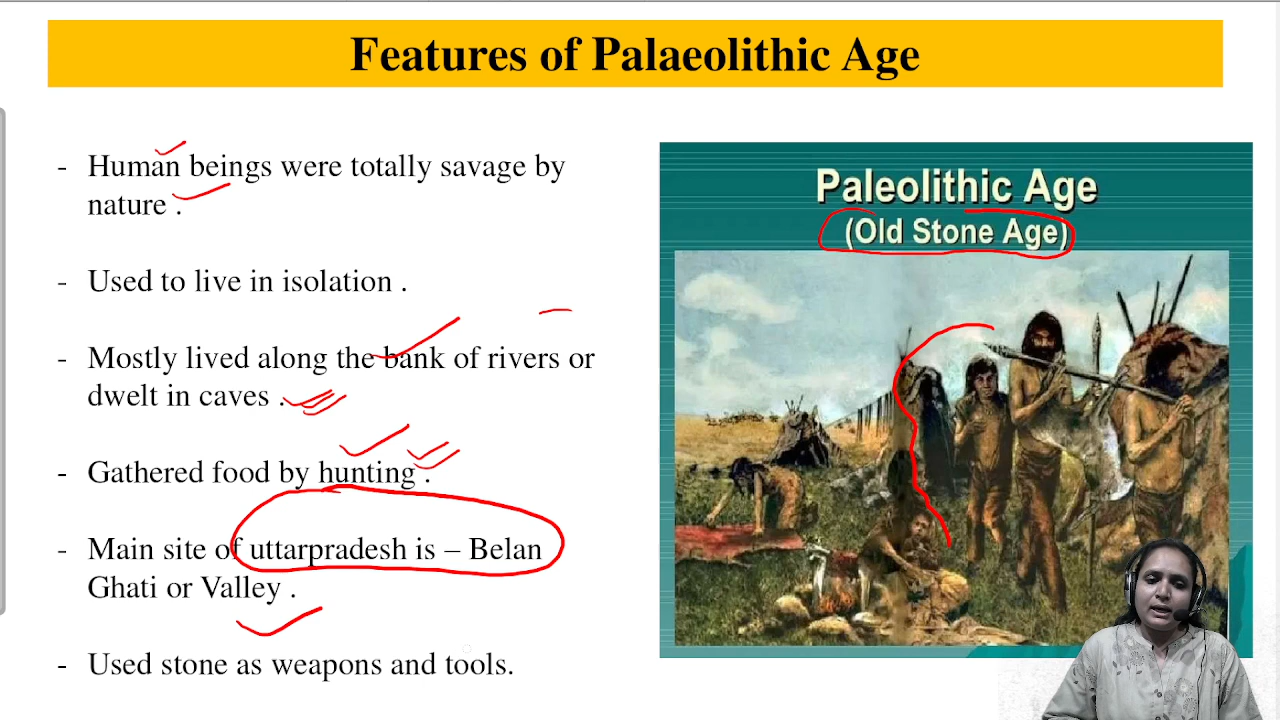 Features of Palaeolithic Age
- Human beings were totally savage by
nature .
- Used to live in isolation .
- Mostly lived along the bank of rivers or
dwelt in caves .
- Gathered food by hunting .
- Main site of uttarpradesh is – Belan
Ghati or Valley .
- Used stone as weapons and tools.
Paleolithic Age
(Old Stone Age)